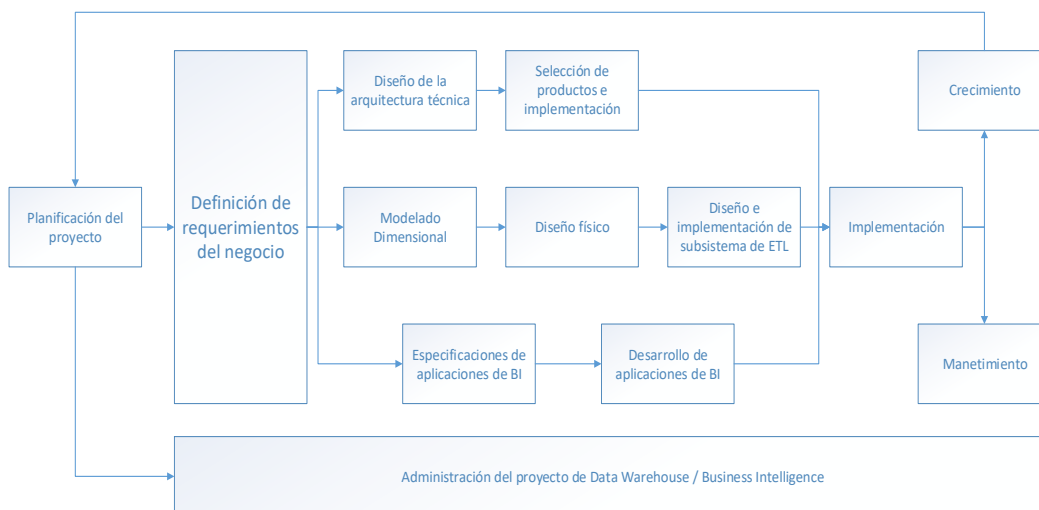 Diseño de la
arquitectura técnica
Selección de
productos e
implementación
Crecimiento
Planificación del
proyecto
Definición de
requerimientos
del negocio
Modelado
Dimensional
Diseño físico
Diseño e
implementación de
subsistema de ETL
Implementación
Especificaciones de
aplicaciones de BI
Desarrollo de
aplicaciones de BI
Manetimiento
Administración del proyecto de Data Warehouse / Business Intelligence